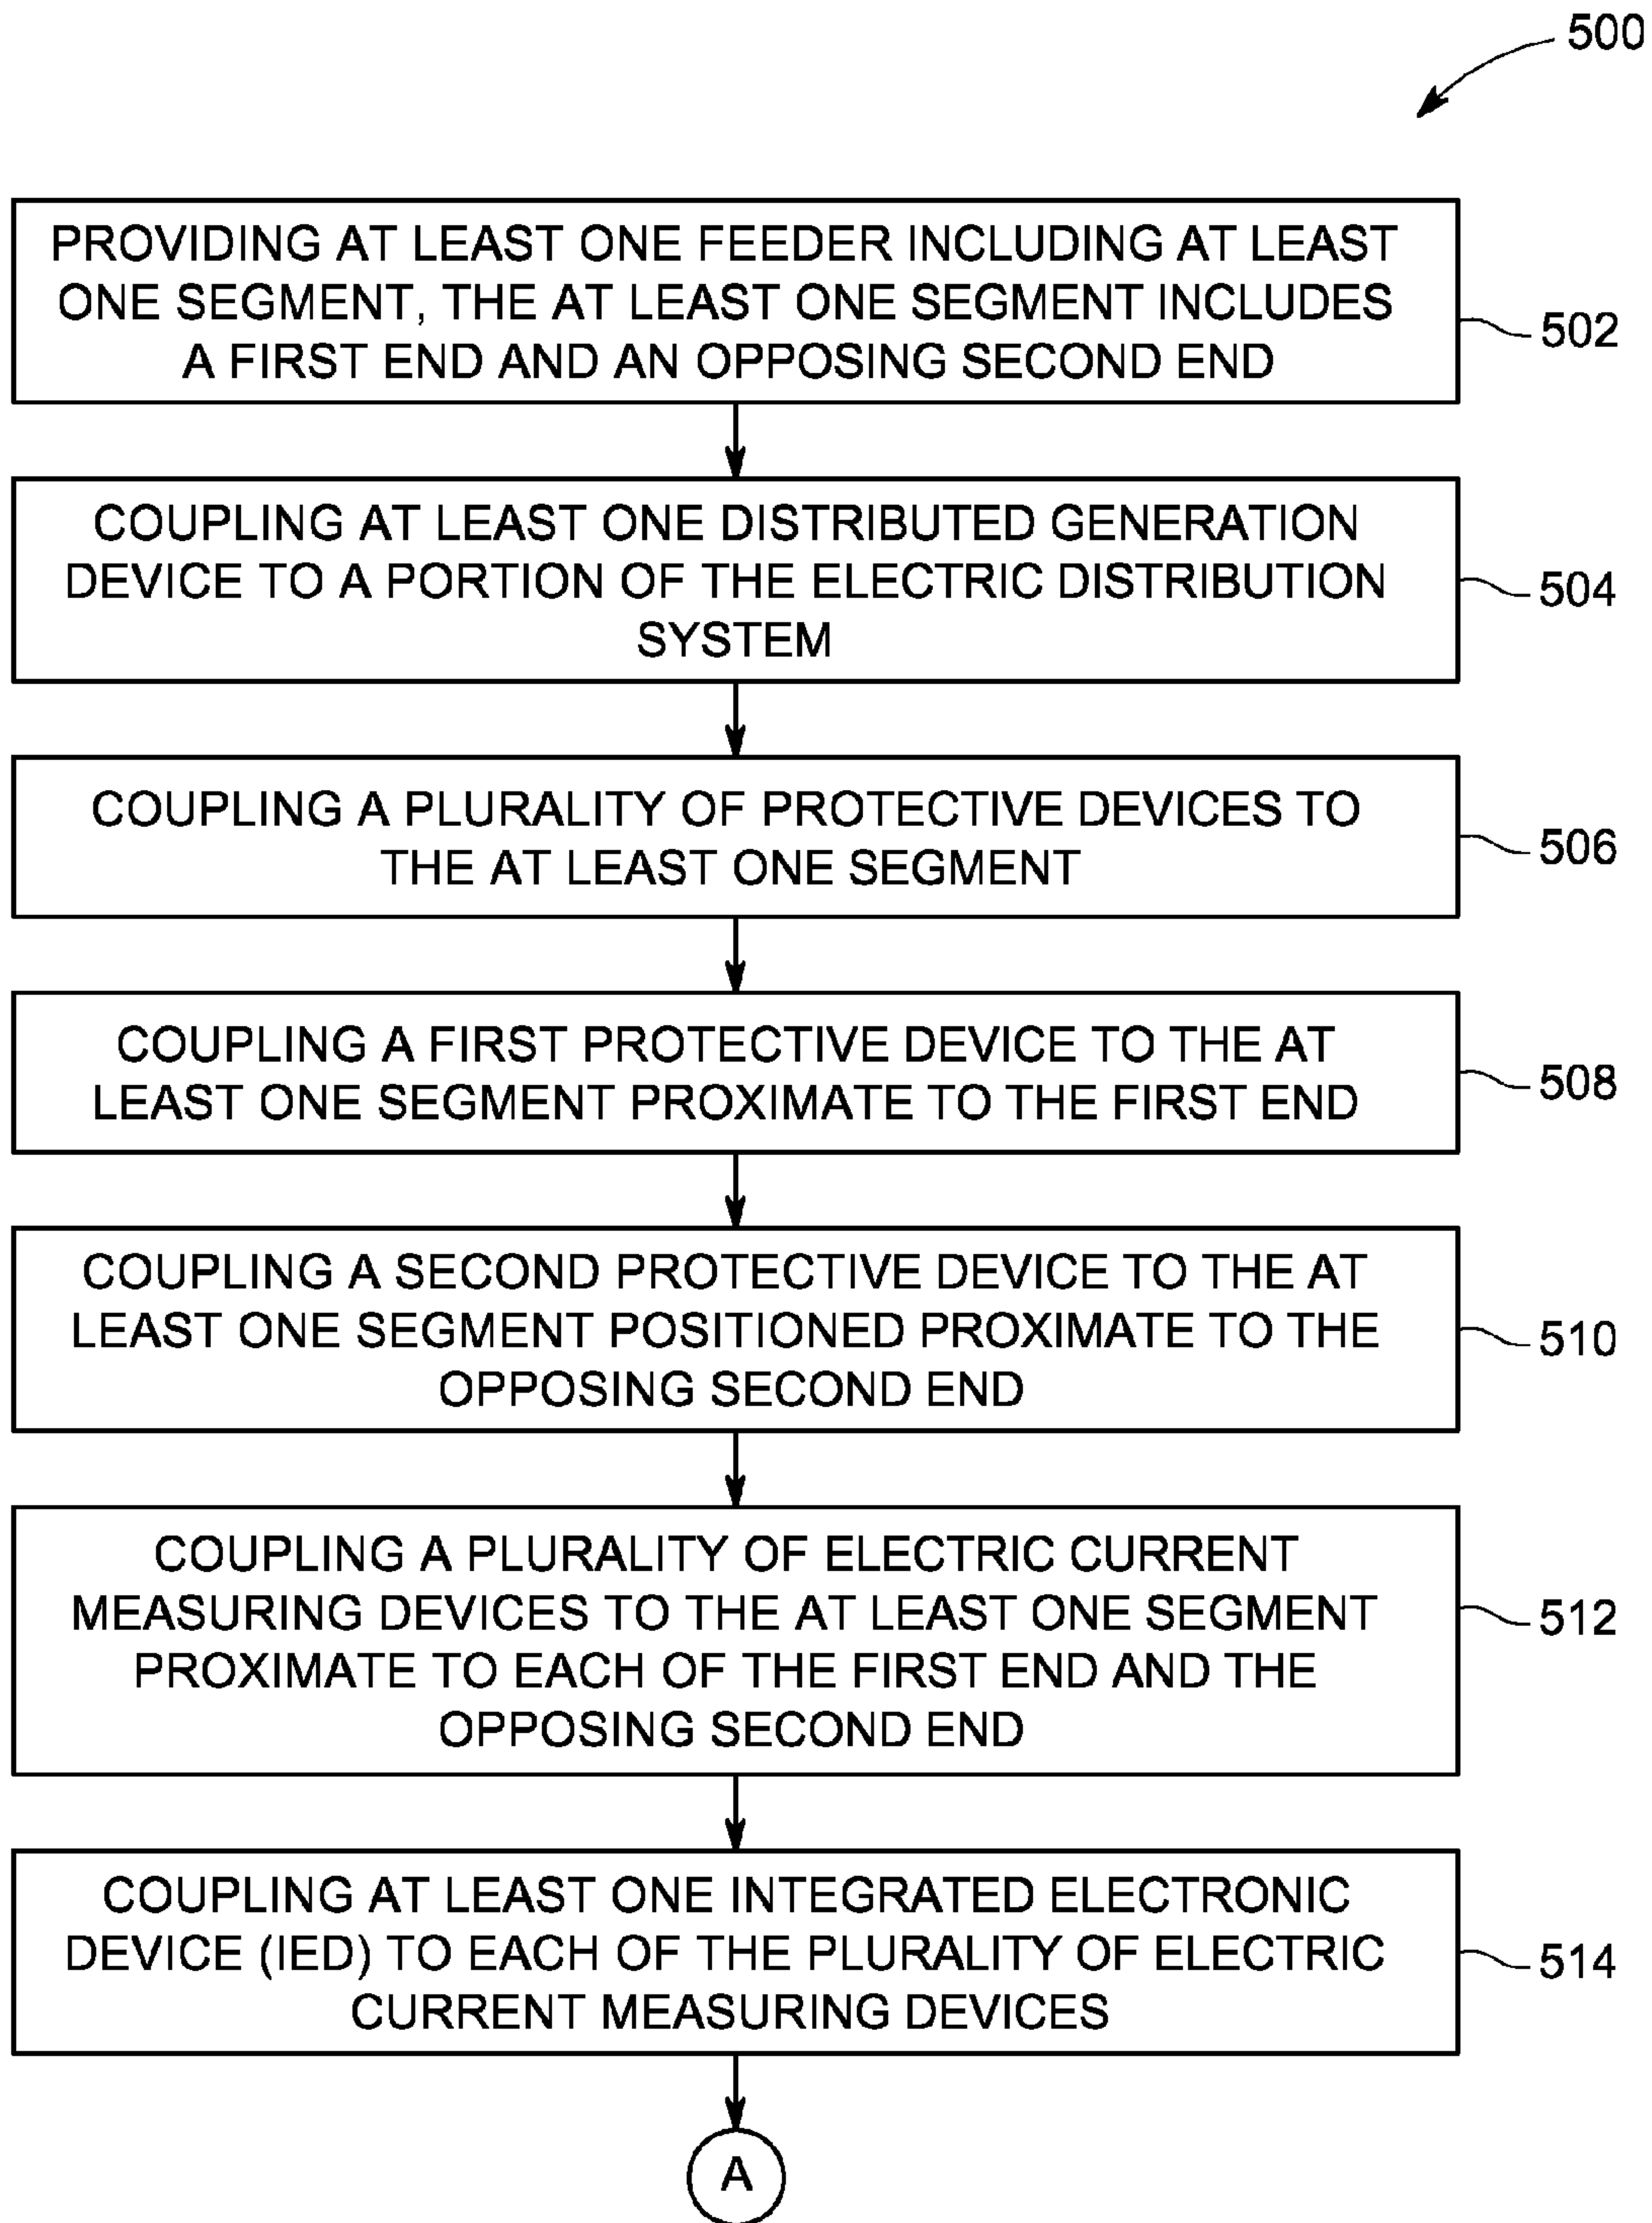 500
PROVIDING AT LEAST ONE FEEDER INCLUDING AT LEAST
ONE SEGMENT, THE AT LEAST ONE SEGMENT INCLUDES
A FIRST END AND AN OPPOSING SECOND END
502
COUPLING AT LEAST ONE DISTRIBUTED GENERATION
DEVICE TO A PORTION OF THE ELECTRIC DISTRIBUTION
SYSTEM
504
COUPLING A PLURALITY OF PROTECTIVE DEVICES TO
THE AT LEAST ONE SEGMENT
506
COUPLING A FIRST PROTECTIVE DEVICE TO THE AT
LEAST ONE SEGMENT PROXIMATE TO THE FIRST END
508
COUPLING A SECOND PROTECTIVE DEVICE TO THE AT
LEAST ONE SEGMENT POSITIONED PROXIMATE TO THE
OPPOSING SECOND END
510
COUPLING A PLURALITY OF ELECTRIC CURRENT
MEASURING DEVICES TO THE AT LEAST ONE SEGMENT
PROXIMATE TO EACH OF THE FIRST END AND THE
OPPOSING SECOND END
512
COUPLING AT LEAST ONE INTEGRATED ELECTRONIC
DEVICE (IED) TO EACH OF THE PLURALITY OF ELECTRIC
CURRENT MEASURING DEVICES
514
A